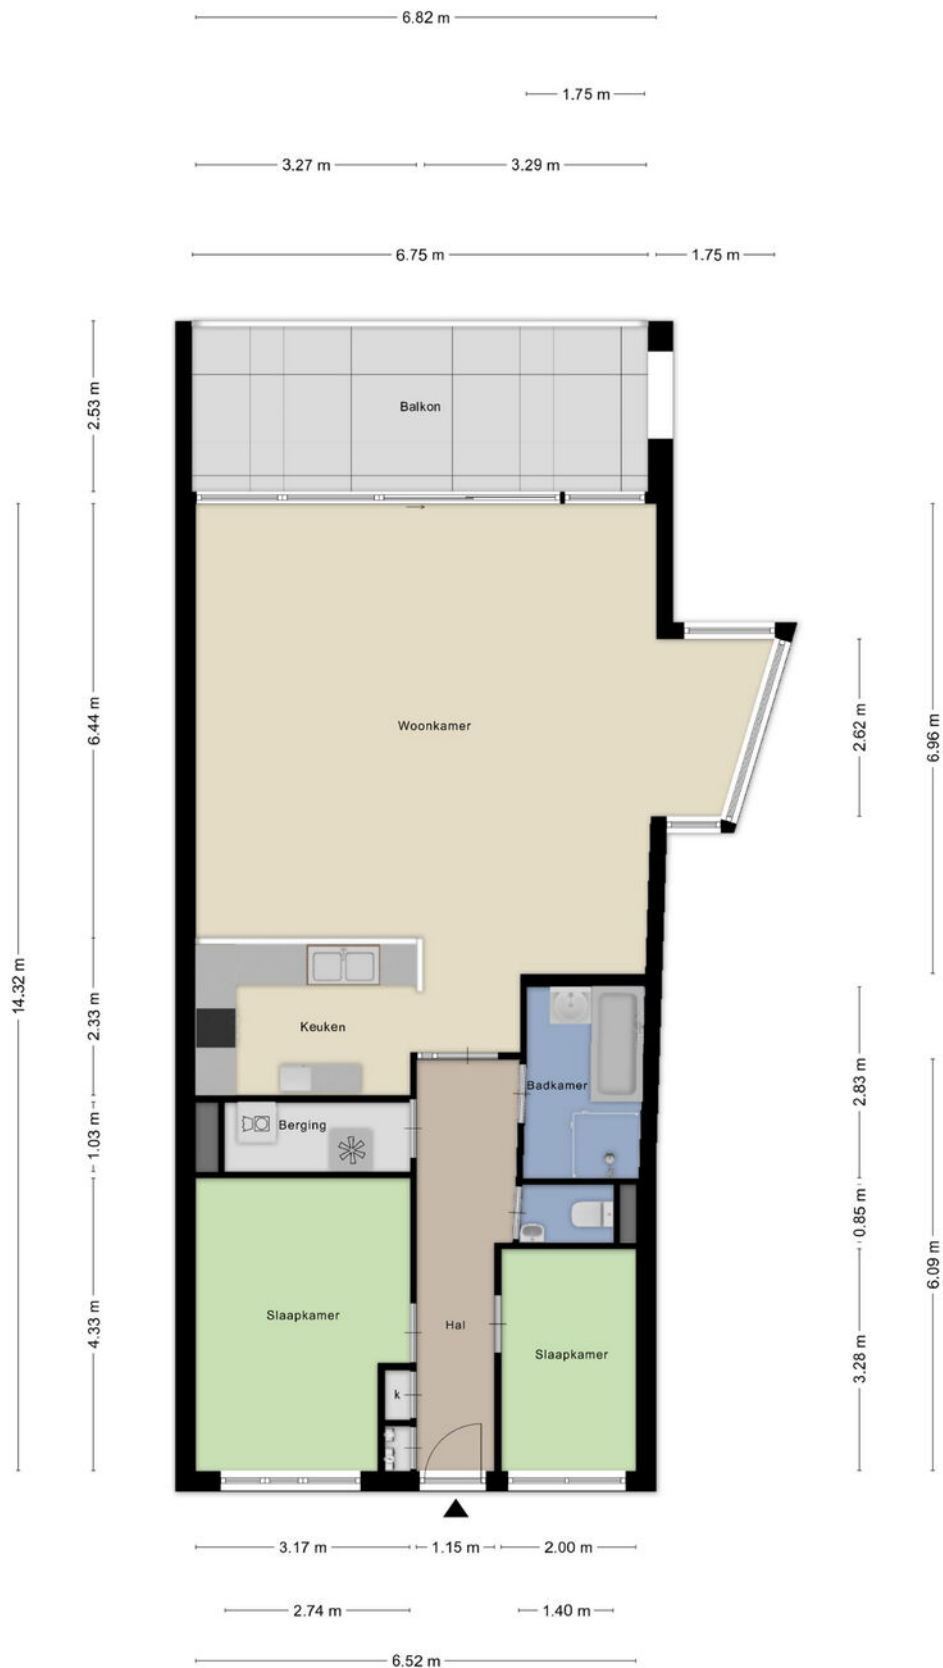 6.82 m
1.75 m
3.27 m
3.29 m
6.75 m
1.75 m
2.53 m
Balkon
6.44 m
Woonkamer
2.62 m
6.96 m
14.32 m
2.33 m
Keuken
Badkamer
2.83 m
1.03 m
Berging
0.85 m
6.09 m
4.33 m
Slaapkamer
Hal
Slaapkamer
3.28 m
k
3.17 m
1.15 m
2.00 m
2.74 m
1.40 m
6.52 m